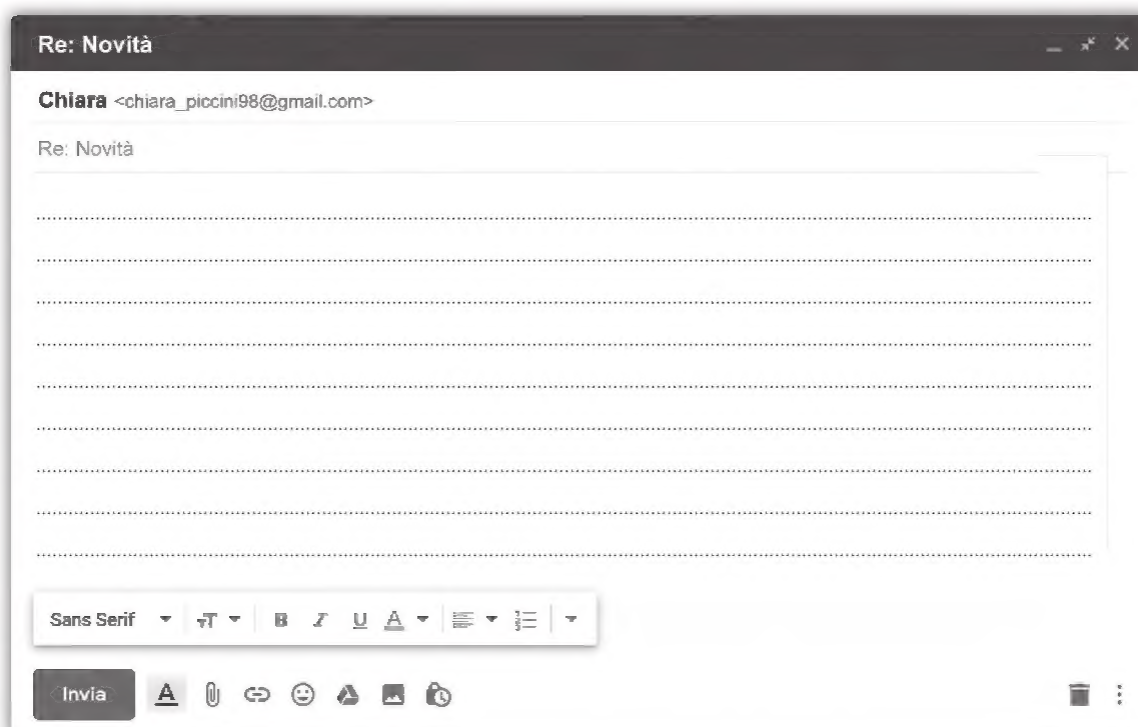 Re: Novità
Chiara <chiara_piccini98@gmail.com>
Re: Novità
Sans Serif
Invia